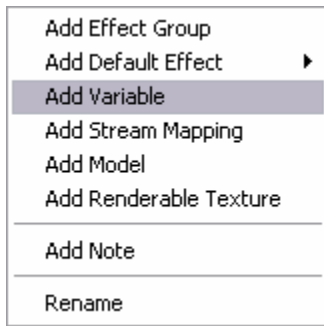 Add Effect Group
Add Default Effect
Add Variable
Add Stream Mapping
Add Model
Add Renderable Texture
Add Note
Rename